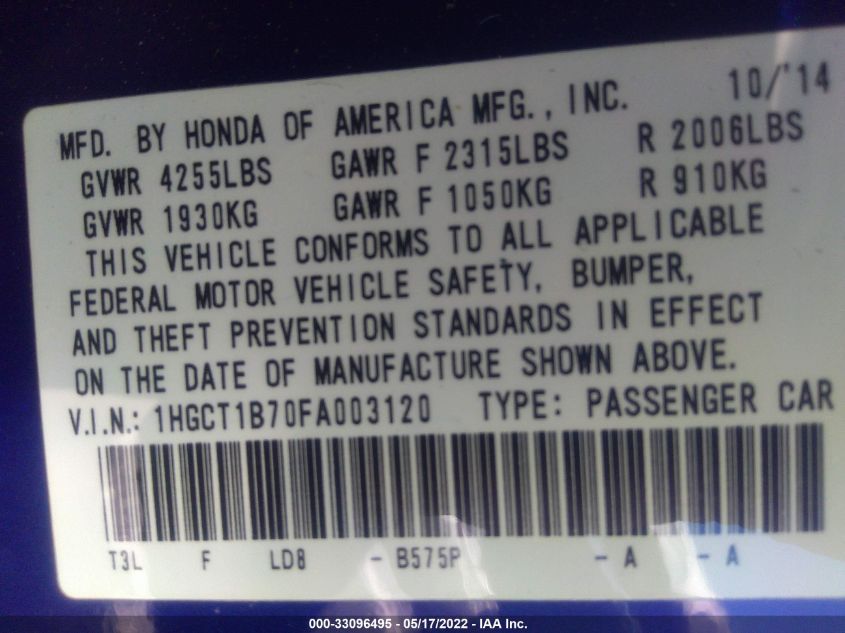 MFD. BY HONDA OF AMERICA MFG., INC. 10/'14
GVWR 4255LBS GAWR F 2315LBS R 2006LBS
GVWR 1930KG GAWR F 1050KG R 910KG
THIS VEHICLE CONFORMS TO ALL APPLICABLE
FEDERAL MOTOR VEHICLE SAFETY, BUMPER,
AND THEFT PREVENTION STANDARDS IN EFFECT
ON THE DATE OF MANUFACTURE SHOWN ABOVE.
V.I.N.: 1HGCT1B70FA003120 TYPE: PASSENGER CAR
T3L F LD8 - B575P - A - A
000-33096495 - 05/17/2022 - IAA Inc.